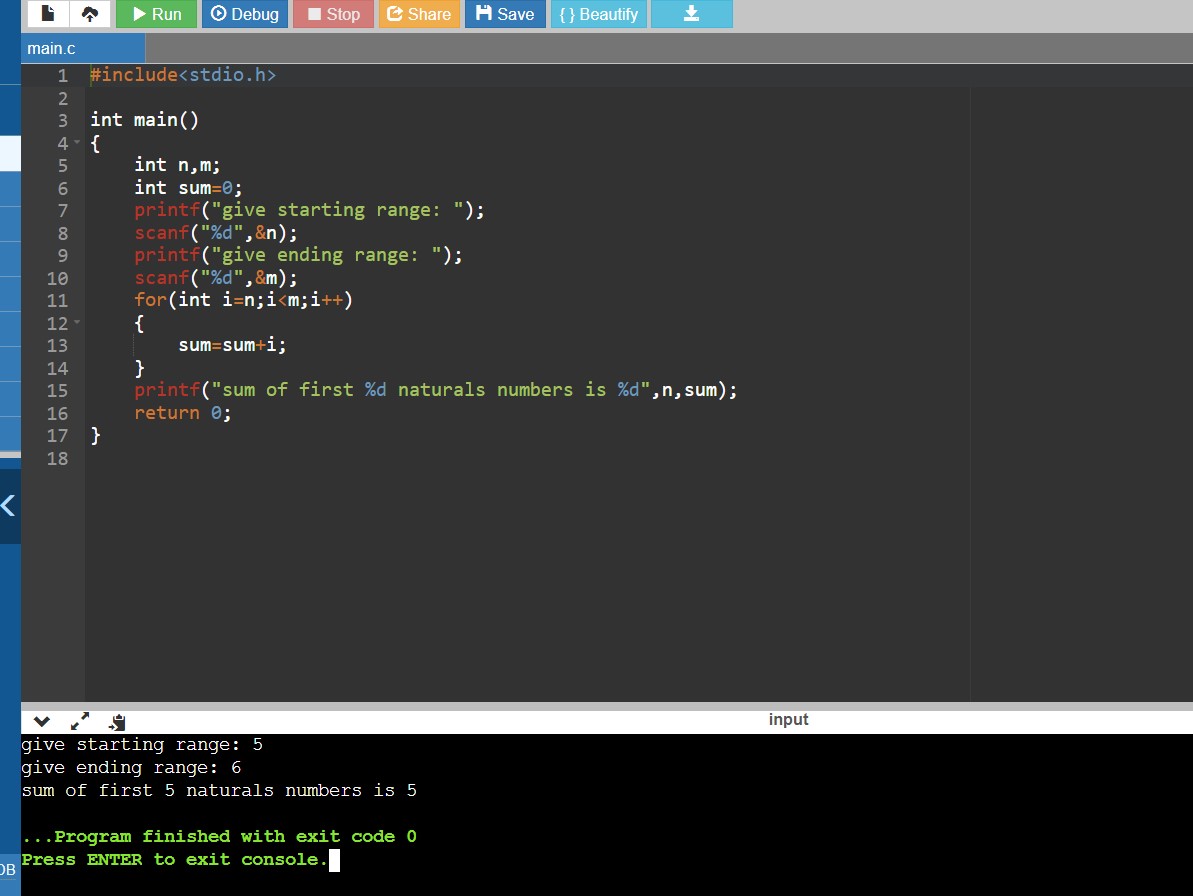 Run Debug Stop Share Save { } Beautify
main.c
1 #include<stdio.h>
2
3 int main()
4 {
5     int n,m;
6     int sum=0;
7     printf("give starting range: ");
8     scanf("%d",&n);
9     printf("give ending range: ");
10     scanf("%d",&m);
11     for(int i=n;i<m;i++)
12     {
13         sum=sum+i;
14     }
15     printf("sum of first %d naturals numbers is %d",n,sum);
16     return 0;
17 }
18
input
give starting range: 5
give ending range: 6
sum of first 5 naturals numbers is 5
...Program finished with exit code 0
Press ENTER to exit console.